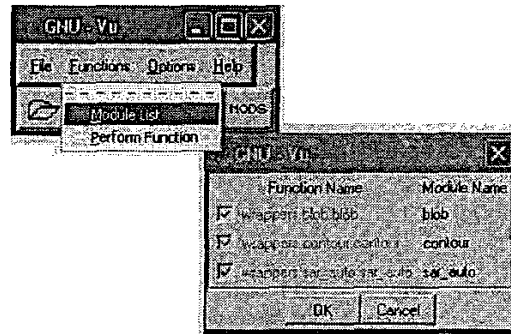 GNU - Vu
File Functions Options Help
Module List
MODS
Perform Function
GNU - Vu
Function Name Module Name
wrappers.blob.blob blob
wrappers.contour.contour contour
wrappers.sar_auto.sar_auto sar_auto
OK Cancel